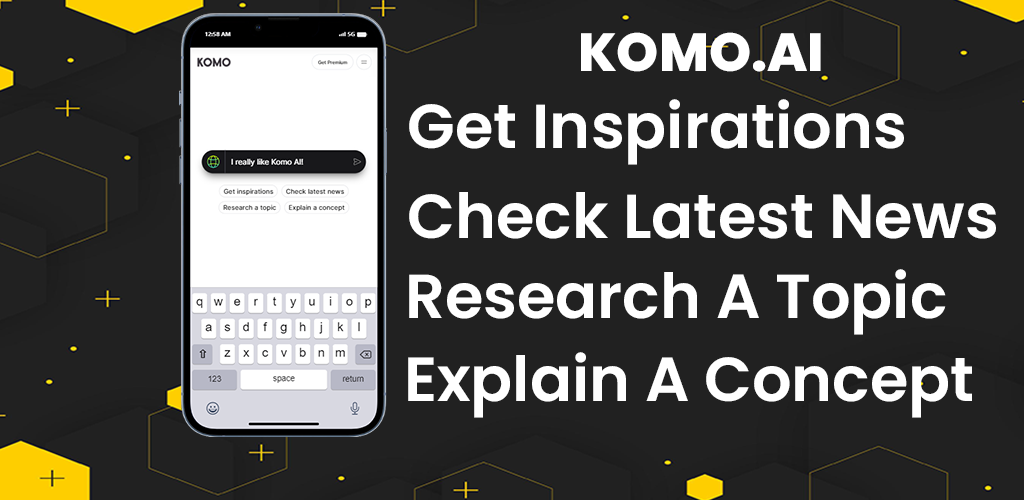 12:58 AM
5G
KOMO
Get Premium
I really like Komo AI!
Get inspirations
Check latest news
Research a topic
Explain a concept
q w e r t y u i o p
a s d f g h j k l
z x c v b n m
123
space
return
KOMO.AI
Get Inspirations
Check Latest News
Research A Topic
Explain A Concept